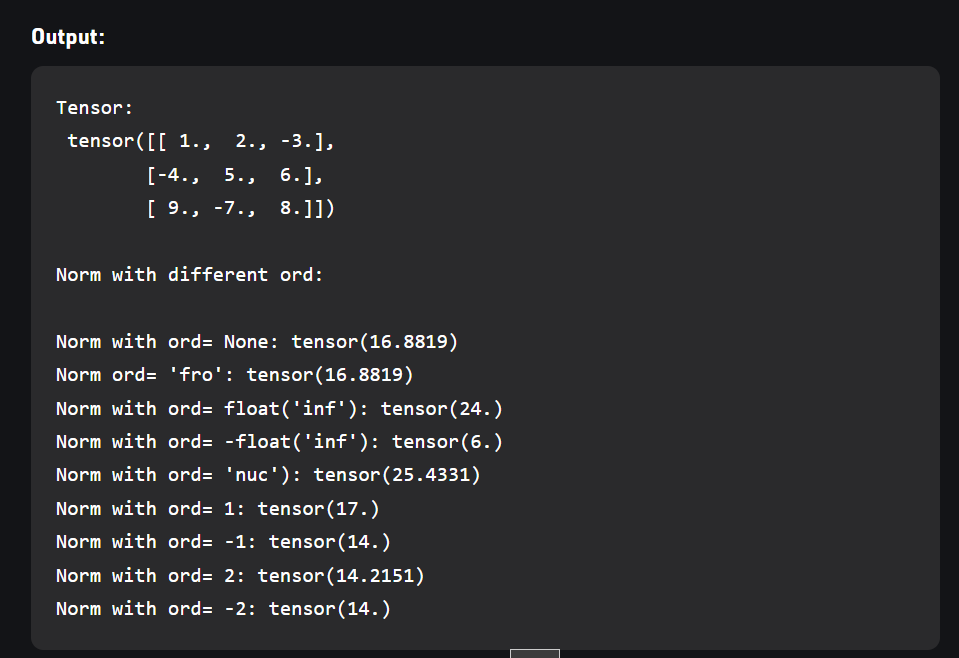 Output:
Tensor:
tensor([[ 1.,  2., -3.],
        [-4.,  5.,  6.],
        [ 9., -7.,  8.]])
Norm with different ord:
Norm with ord= None: tensor(16.8819)
Norm ord= 'fro': tensor(16.8819)
Norm with ord= float('inf'): tensor(24.)
Norm with ord= -float('inf'): tensor(6.)
Norm with ord= 'nuc'): tensor(25.4331)
Norm with ord= 1: tensor(17.)
Norm with ord= -1: tensor(14.)
Norm with ord= 2: tensor(14.2151)
Norm with ord= -2: tensor(14.)